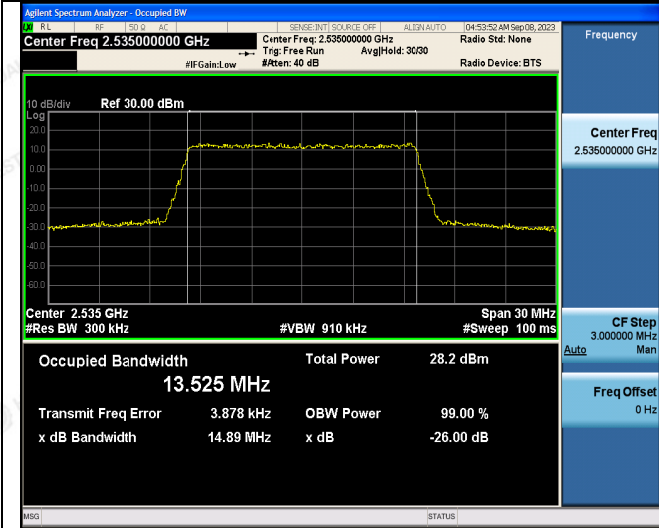 Agilent Spectrum Analyzer - Occupied BW
RL RF 50 Ω AC SENSE:INT SOURCE OFF ALIGN AUTO 04:53:52 AM Sep 08, 2023
Center Freq 2.535000000 GHz
Center Freq: 2.535000000 GHz
Radio Std: None
Trig: Free Run Avg|Hold: 30/30
#IFGain:Low #Atten: 40 dB Radio Device: BTS
Frequency
10 dB/div Ref 30.00 dBm
Log
20.0
10.0
0.00
-10.0
-20.0
-30.0
-40.0
-50.0
-60.0
Center 2.535 GHz Span 30 MHz
#Res BW 300 kHz #VBW 910 kHz #Sweep 100 ms
Center Freq
2.535000000 GHz
CF Step
3.000000 MHz
Auto Man
Freq Offset
0 Hz
Occupied Bandwidth Total Power 28.2 dBm
13.525 MHz
Transmit Freq Error 3.878 kHz OBW Power 99.00 %
x dB Bandwidth 14.89 MHz x dB -26.00 dB
MSG STATUS